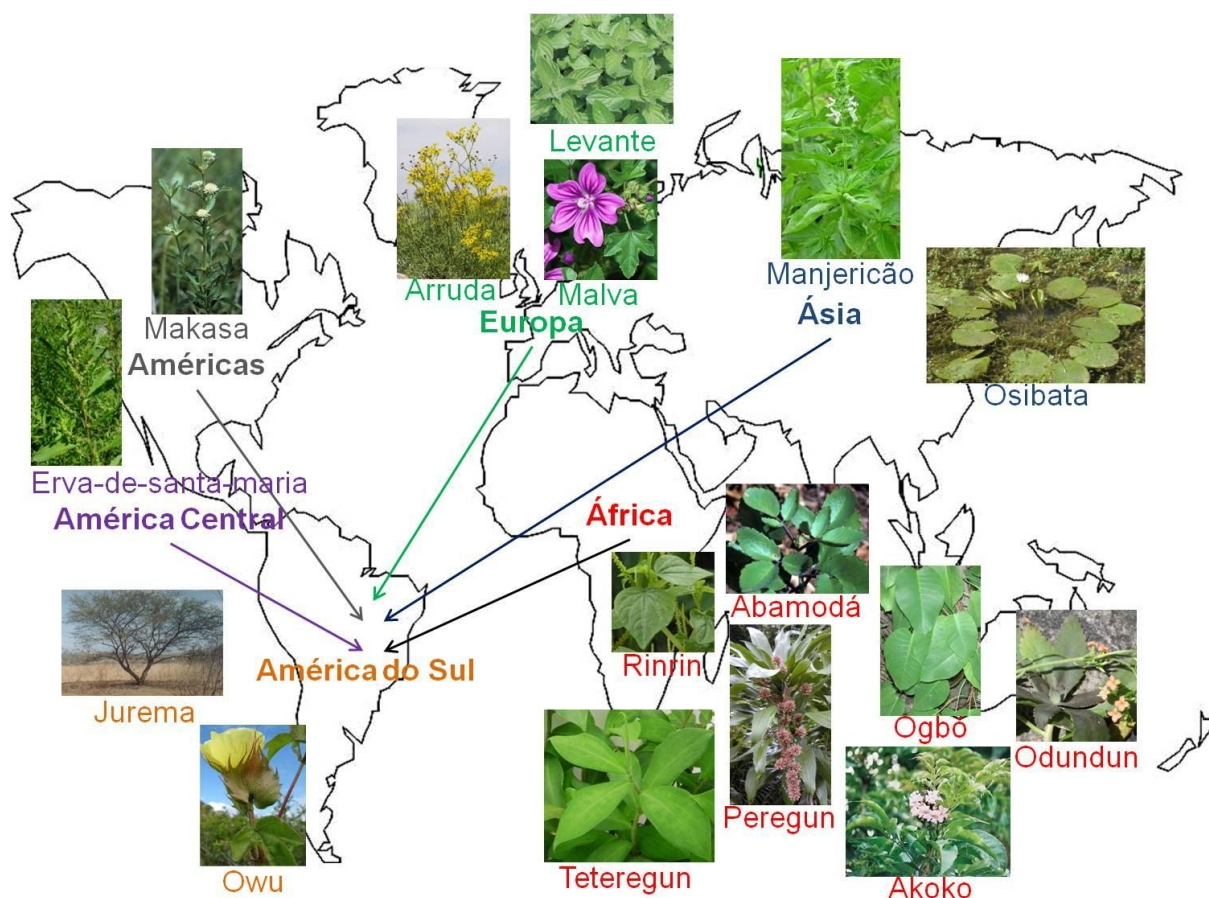 Levante
Arruda
Malva
Europa
Manjericão
Ásia
Osibata
Makasa
Américas
Erva-de-santa-maria
América Central
África
Abamodá
Rinrin
Jurema
América do Sul
Owu
Teteregun
Peregun
Ogbò
Odundun
Akoko